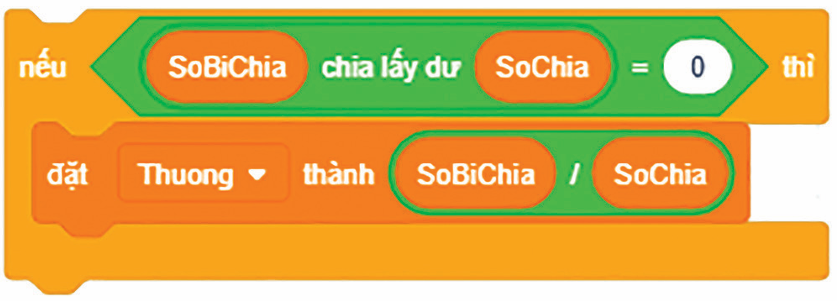 nếu SoBiChia chia lấy dư SoChia = 0 thì
đặt Thuong thành SoBiChia / SoChia